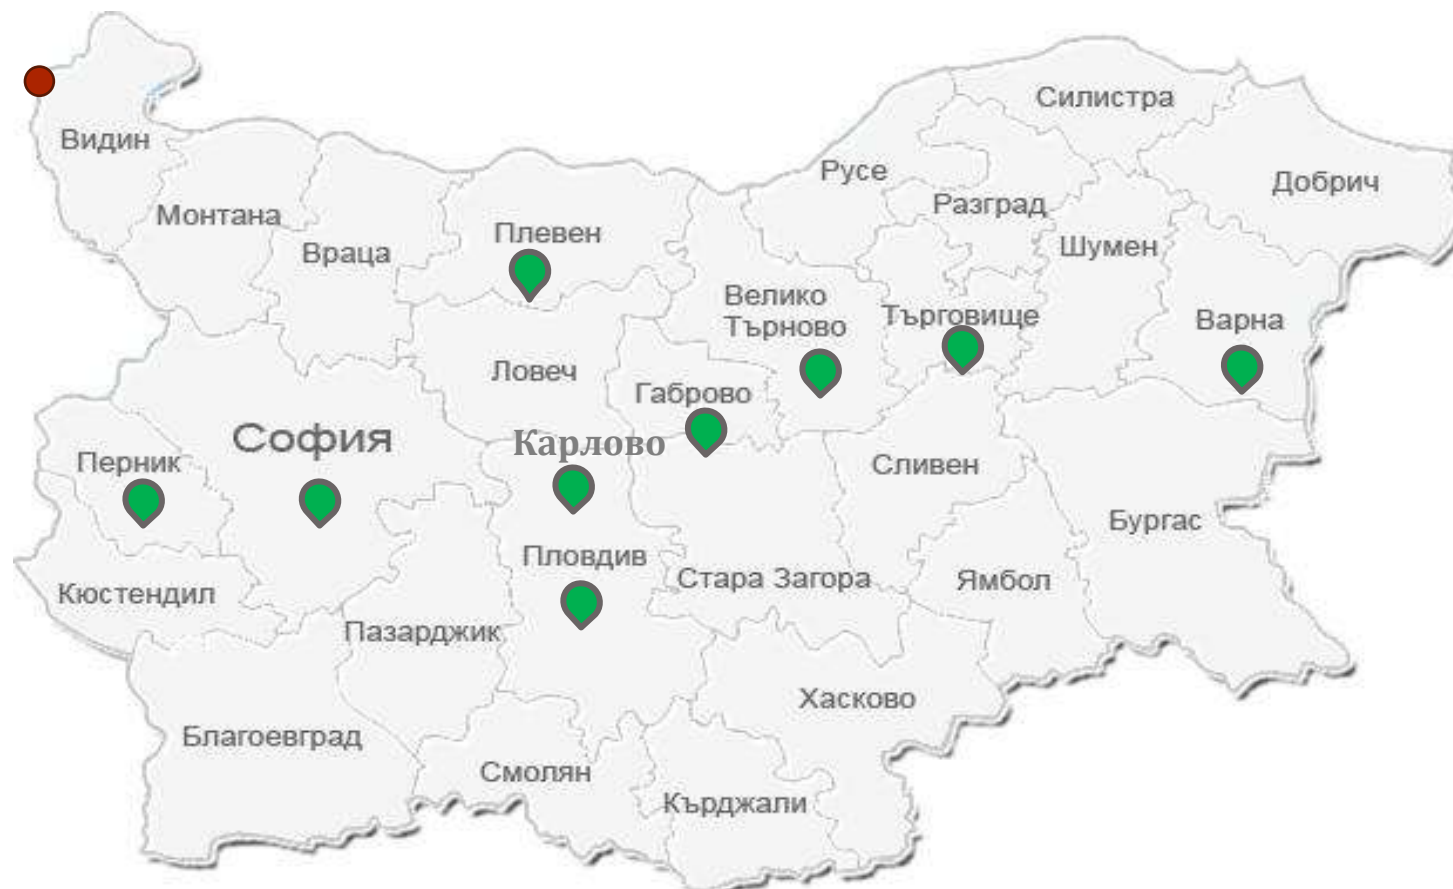 Силистра
Видин
Русе
Добрич
Разград
Монтана
Плевен
Шумен
Враца
Велико
Търново
Търговище
Варна
Ловеч
Габрово
София
Карлово
Перник
Сливен
Бургас
Пловдив
Стара Загора
Ямбол
Кюстендил
Пазарджик
Хасково
Благоевград
Смолян
Кърджали